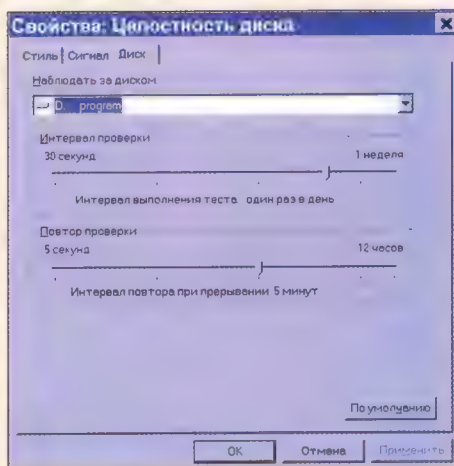 Свойства: Целостность диска
Стиль Сигнал Диск
Наблюдать за диском
D: program
Интервал проверки
30 секунд 1 неделя
Интервал выполнения теста один раз в день
Повтор проверки
5 секунд 12 часов
Интервал повтора при прерывании 5 минут
По умолчанию
OK Отмена Применить